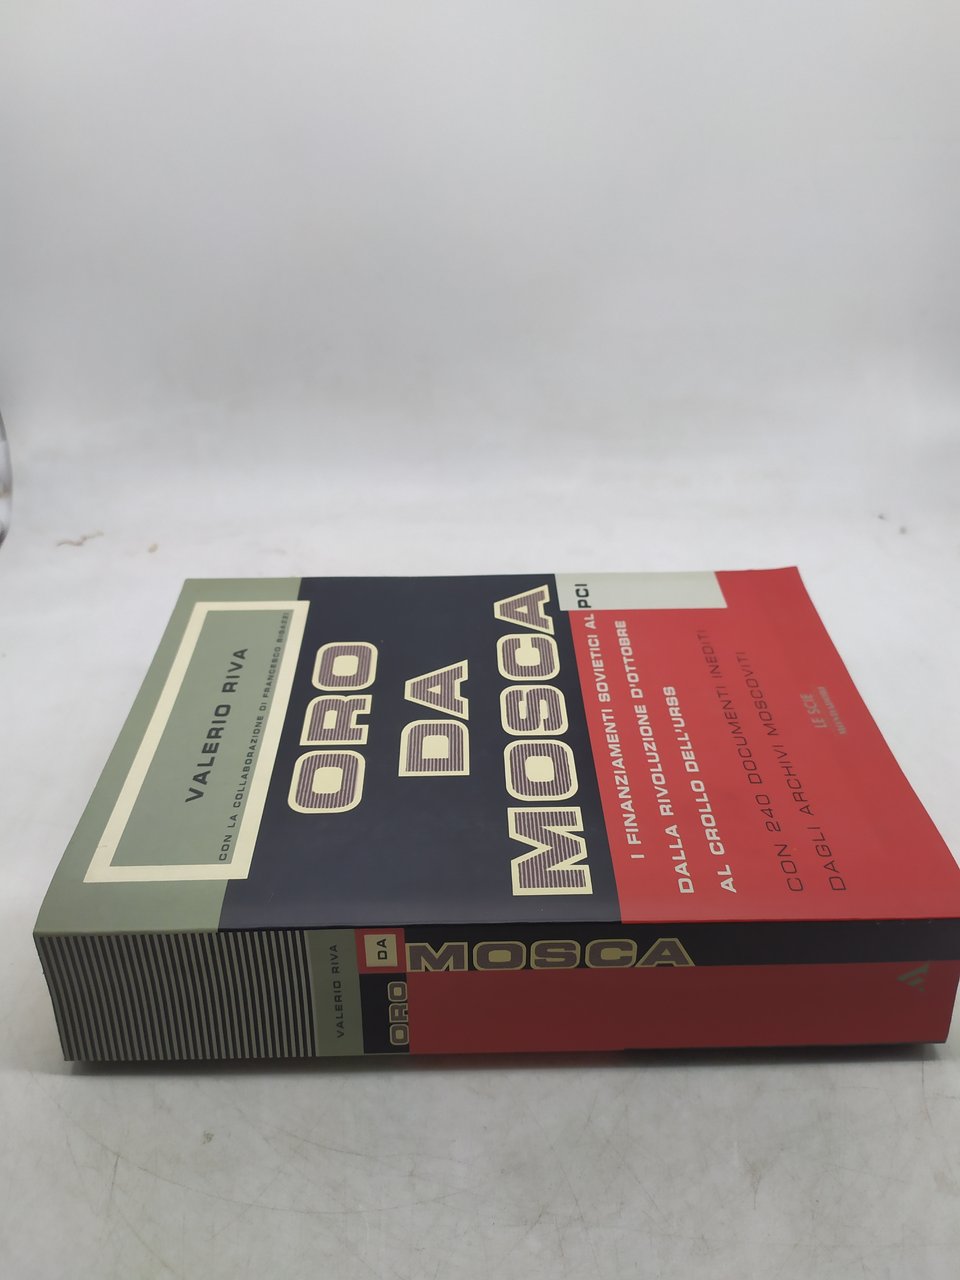 VALERIO RIVA
CON LA COLLABORAZIONE DI FRANCESCO BIGAZZI
ORO
DA
MOSCA
I FINANZIAMENTI SOVIETICI AL PCI
DALLA RIVOLUZIONE D'OTTOBRE
AL CROLLO DELL'URSS
CON 240 DOCUMENTI INEDITI
DAGLI ARCHIVI MOSCOVITI
LE SCIE
MONDADORI
VALERIO RIVA
ORO
DA
MOSCA